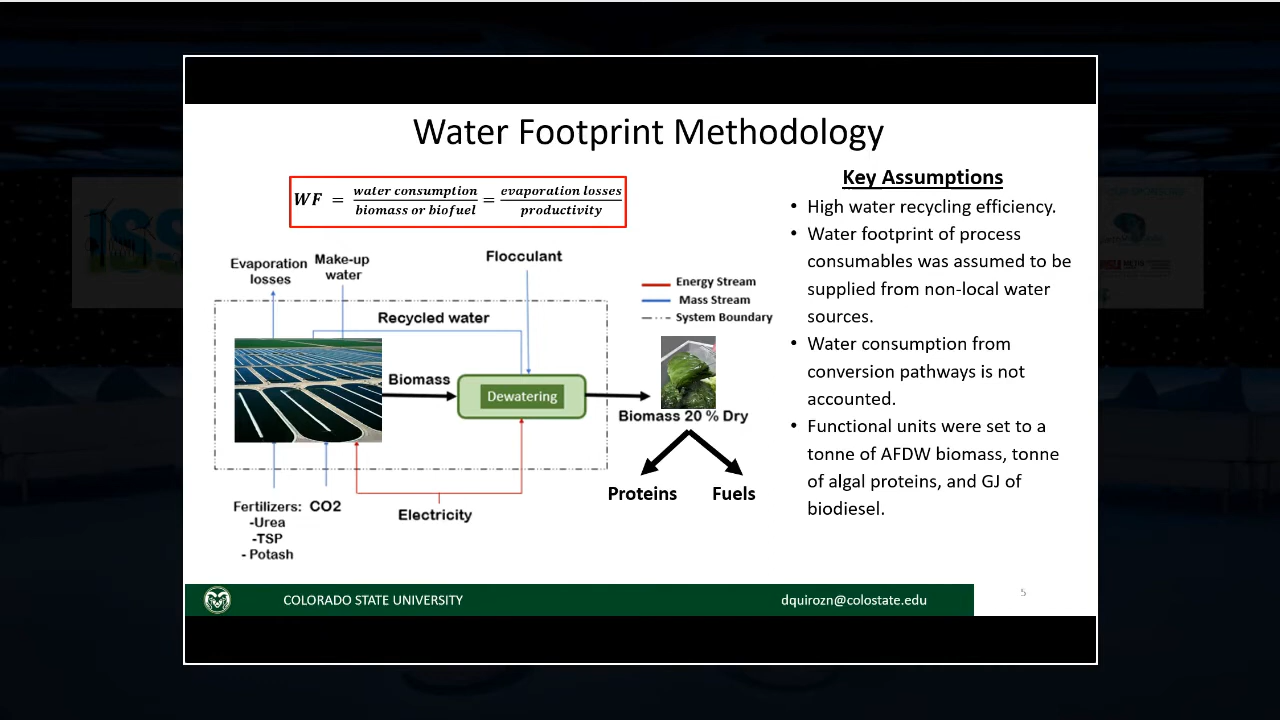 Water Footprint Methodology
WF = water consumption / biomass or biofuel = evaporation losses / productivity
Evaporation
losses
Make-up
water
Flocculant
Recycled water
Energy Stream
Mass Stream
System Boundary
Biomass
Dewatering
Biomass 20 % Dry
Proteins
Fuels
Fertilizers:
-Urea
-TSP
- Potash
CO2
Electricity
Key Assumptions
• High water recycling efficiency.
• Water footprint of process
consumables was assumed to be
supplied from non-local water
sources.
• Water consumption from
conversion pathways is not
accounted.
• Functional units were set to a
tonne of AFDW biomass, tonne
of algal proteins, and GJ of
biodiesel.
COLORADO STATE UNIVERSITY
dquirozn@colostate.edu
5